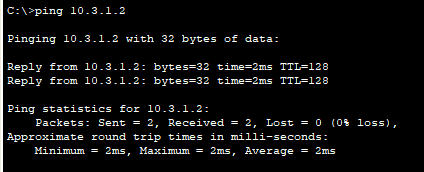 C:\>ping 10.3.1.2
Pinging 10.3.1.2 with 32 bytes of data:
Reply from 10.3.1.2: bytes=32 time=2ms TTL=128
Reply from 10.3.1.2: bytes=32 time=2ms TTL=128
Ping statistics for 10.3.1.2:
Packets: Sent = 2, Received = 2, Lost = 0 (0% loss),
Approximate round trip times in milli-seconds:
Minimum = 2ms, Maximum = 2ms, Average = 2ms